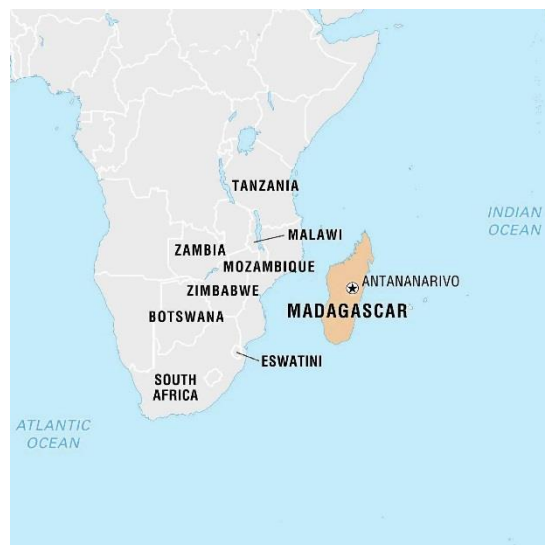 TANZANIA
INDIAN
OCEAN
MALAWI
ZAMBIA
MOZAMBIQUE
ANTANANARIVO
ZIMBABWE
MADAGASCAR
BOTSWANA
ESWATINI
SOUTH
AFRICA
ATLANTIC
OCEAN